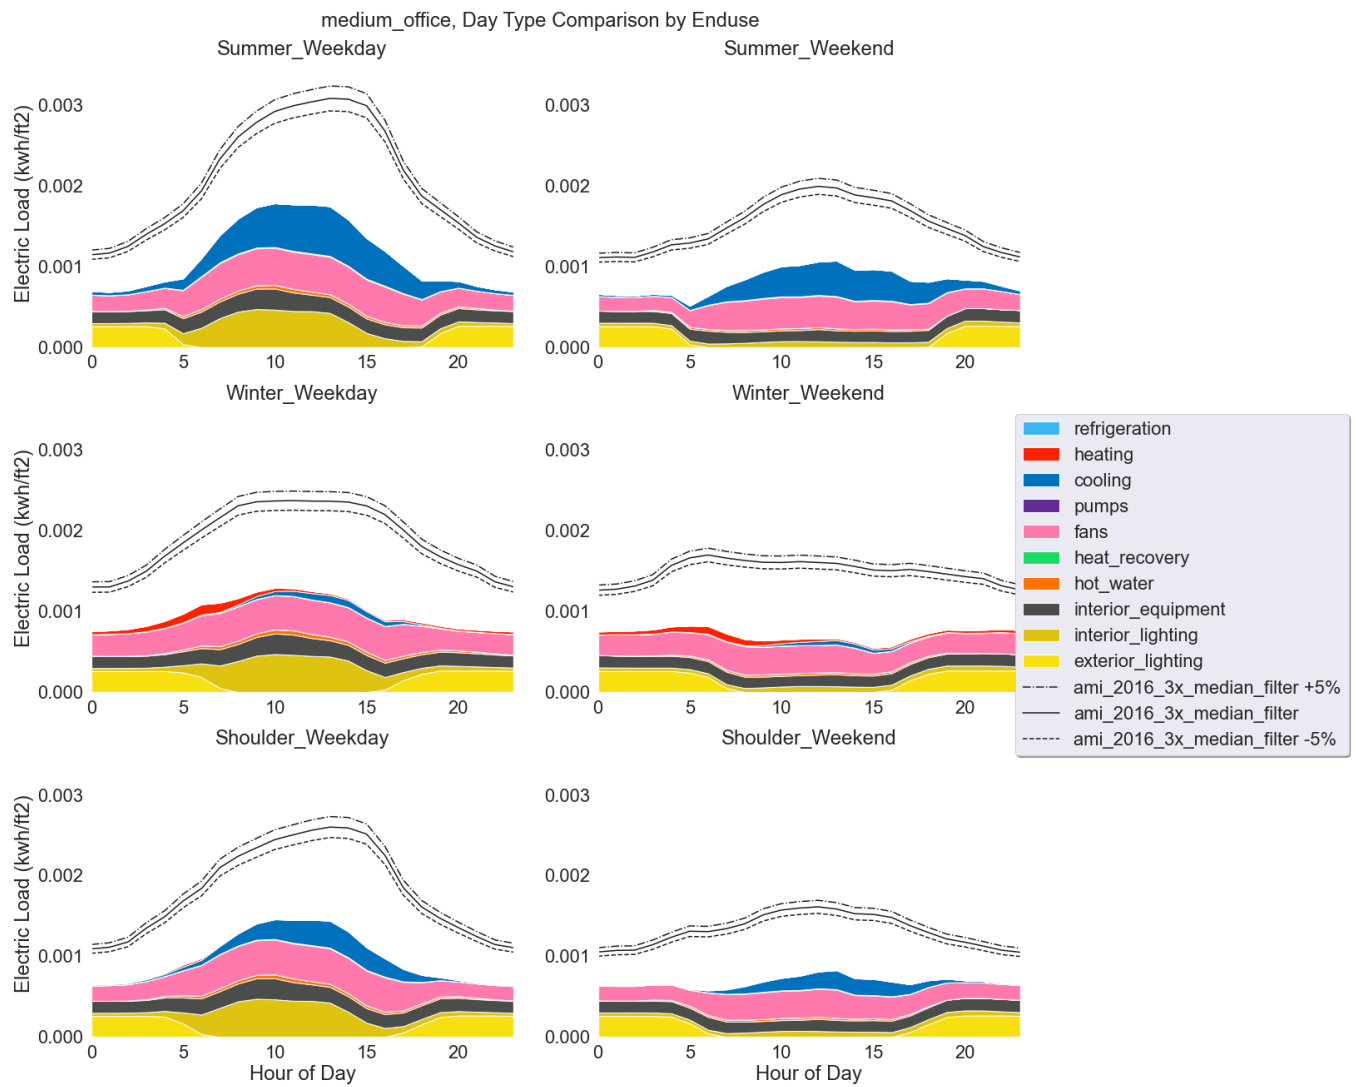 medium_office, Day Type Comparison by Enduse
Summer_Weekday
Summer_Weekend
Electric Load (kwh/ft2)
0.003
0.002
0.001
0.000
0 5 10 15 20
0.003
0.002
0.001
0.000
0 5 10 15 20
Winter_Weekday
Winter_Weekend
Electric Load (kwh/ft2)
0.003
0.002
0.001
0.000
0 5 10 15 20
0.003
0.002
0.001
0.000
0 5 10 15 20
refrigeration
heating
cooling
pumps
fans
heat_recovery
hot_water
interior_equipment
interior_lighting
exterior_lighting
ami_2016_3x_median_filter +5%
ami_2016_3x_median_filter
ami_2016_3x_median_filter -5%
Shoulder_Weekday
Shoulder_Weekend
Electric Load (kwh/ft2)
0.003
0.002
0.001
0.000
0 5 10 15 20
Hour of Day
0.003
0.002
0.001
0.000
0 5 10 15 20
Hour of Day